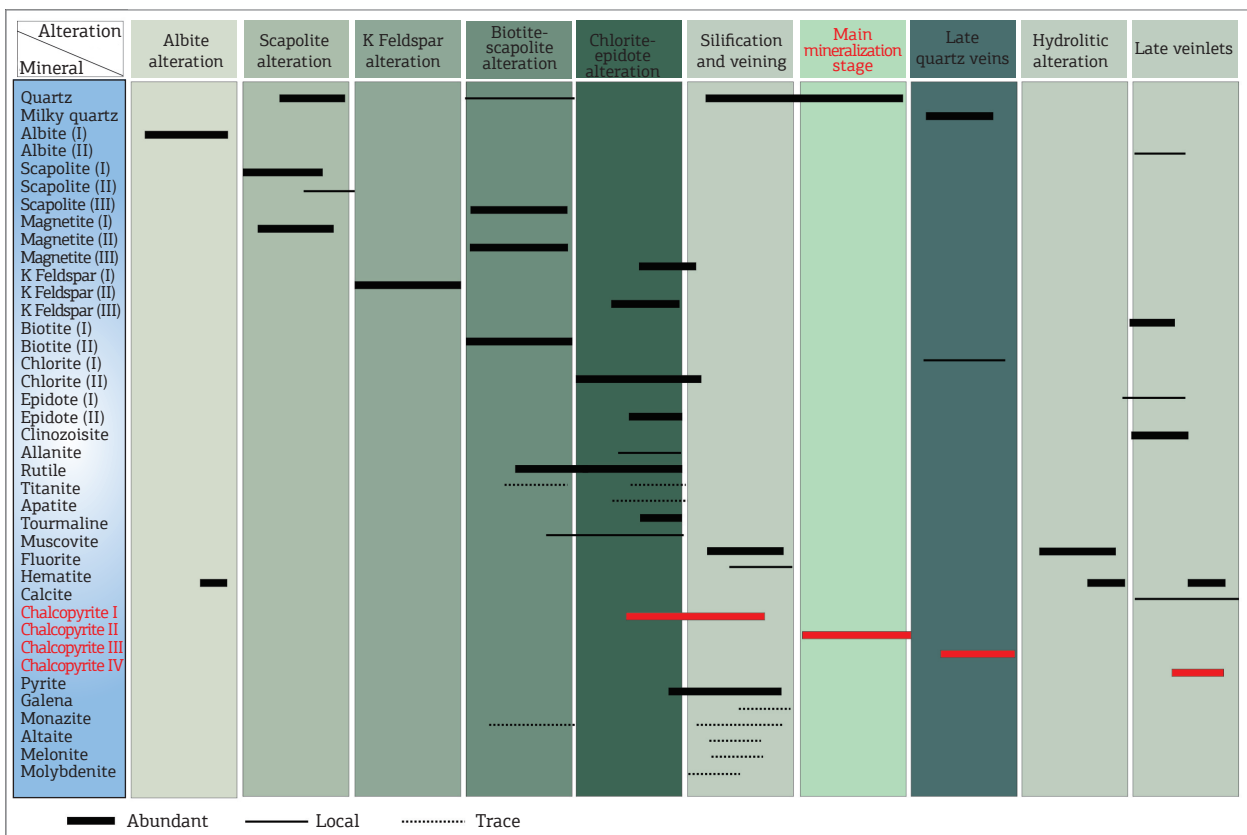 Alteration
Mineral
Albite
alteration
Scapolite
alteration
K Feldspar
alteration
Biotite-
scapolite
alteration
Chlorite-
epidote
alteration
Silification
and veining
Main
mineralization
stage
Late
quartz veins
Hydrolitic
alteration
Late veinlets
Quartz
Milky quartz
Albite (I)
Albite (II)
Scapolite (I)
Scapolite (II)
Scapolite (III)
Magnetite (I)
Magnetite (II)
Magnetite (III)
K Feldspar (I)
K Feldspar (II)
K Feldspar (III)
Biotite (I)
Biotite (II)
Chlorite (I)
Chlorite (II)
Epidote (I)
Epidote (II)
Clinozoisite
Allanite
Rutile
Titanite
Apatite
Tourmaline
Muscovite
Fluorite
Hematite
Calcite
Chalcopyrite I
Chalcopyrite II
Chalcopyrite III
Chalcopyrite IV
Pyrite
Galena
Monazite
Altaite
Melonite
Molybdenite
Abundant
Local
Trace